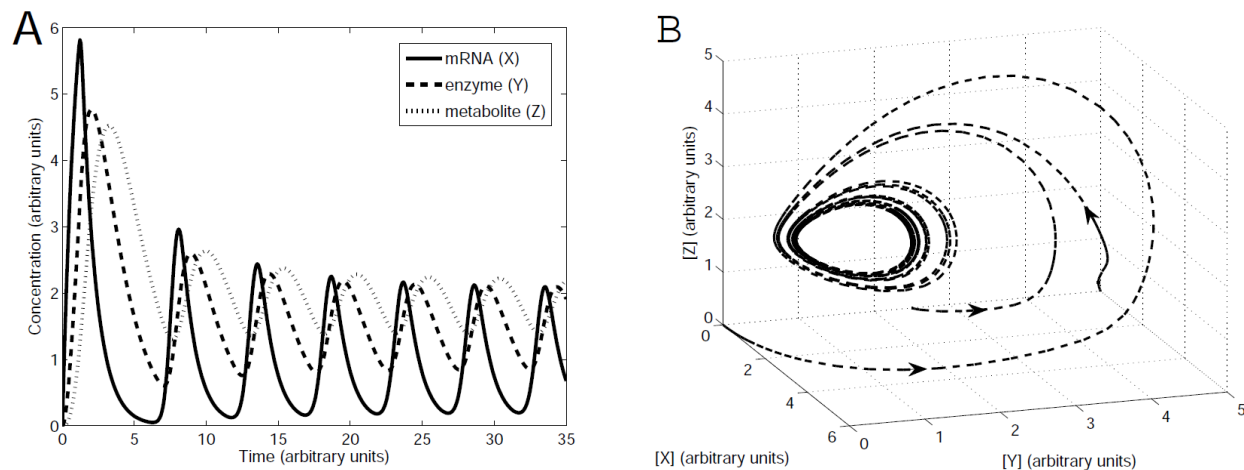 A
Concentration (arbitrary units)
6
5
4
3
2
1
0
mRNA (X)
enzyme (Y)
metabolite (Z)
0 5 10 15 20 25 30 35
Time (arbitrary units)
B
[Z] (arbitrary units)
5
4
3
2
1
0
0
2
4
6
[X] (arbitrary units)
0
1
2
3
4
5
[Y] (arbitrary units)